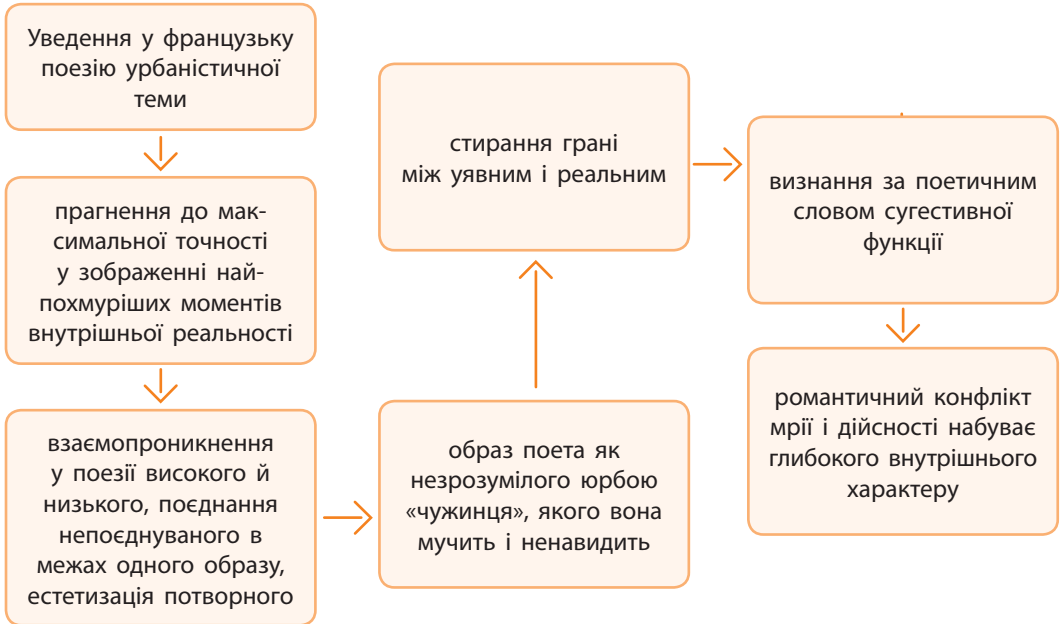 Уведення у французьку
поезію урбаністичної
теми
прагнення до мак-
симальної точності
у зображенні най-
похмуріших моментів
внутрішньої реальності
взаємопроникнення
у поезії високого й
низького, поєднання
непоєднуваного в
межах одного образу,
естетизація потворного
образ поета як
незрозумілого юрбою
«чужинця», якого вона
мучить і ненавидить
стирання грані
між уявним і реальним
визнання за поетичним
словом сугестивної
функції
романтичний конфлікт
мрії і дійсності набуває
глибокого внутрішнього
характеру